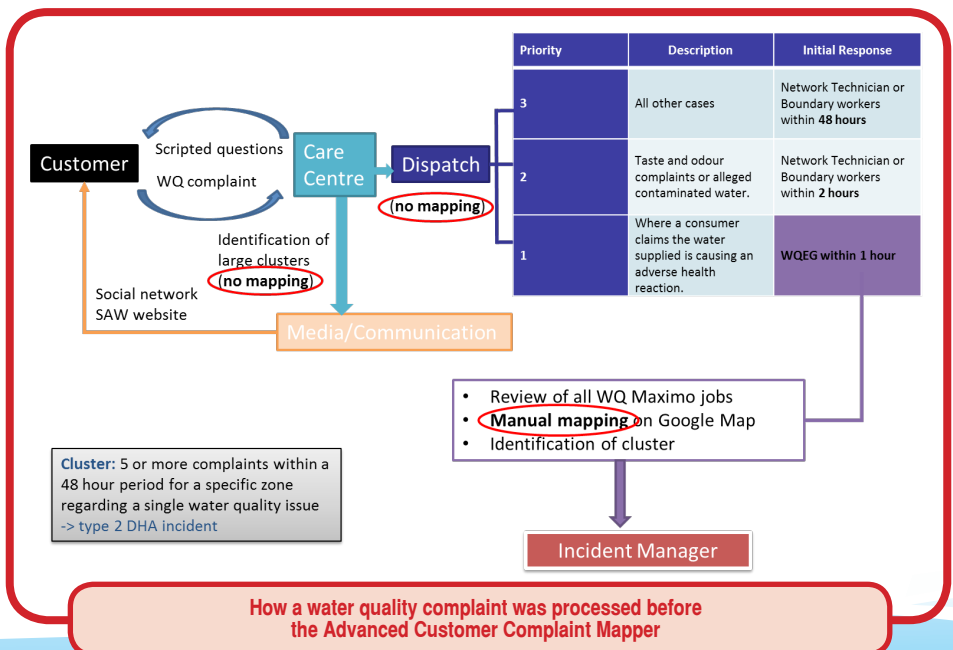 Customer
Scripted questions
WQ complaint
Care
Centre
Dispatch
(no mapping)
Identification of
large clusters
(no mapping)
Social network
SAW website
Media/Communication
Priority
Description
Initial Response
3
All other cases
Network Technician or
Boundary workers
within 48 hours
2
Taste and odour
complaints or alleged
contaminated water.
Network Technician or
Boundary workers
within 2 hours
1
Where a consumer
claims the water
supplied is causing an
adverse health
reaction.
WQEG within 1 hour
• Review of all WQ Maximo jobs
• Manual mapping on Google Map
• Identification of cluster
Cluster: 5 or more complaints within a
48 hour period for a specific zone
regarding a single water quality issue
-> type 2 DHA incident
Incident Manager
How a water quality complaint was processed before
the Advanced Customer Complaint Mapper